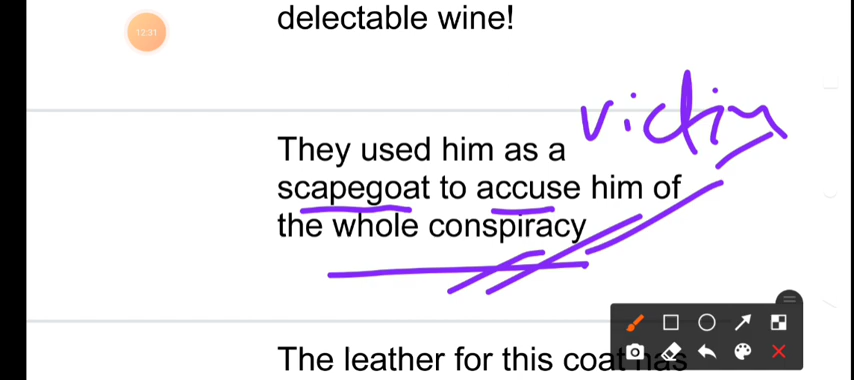 delectable wine!
12:31
victim
They used him as a
scapegoat to accuse him of
the whole conspiracy
The leather for this coat has